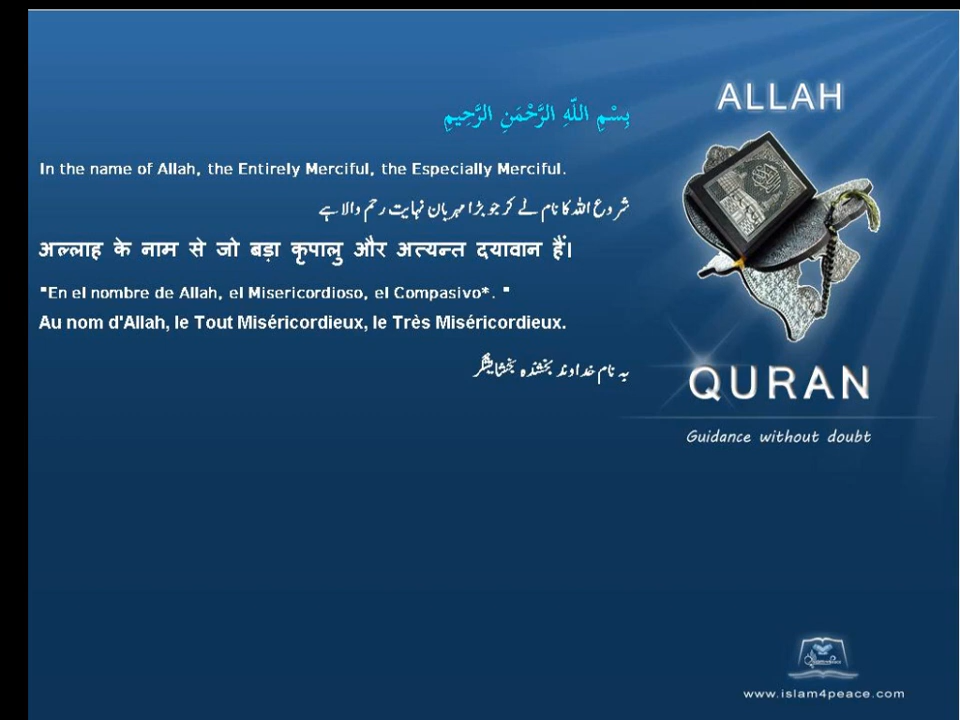 بِسْمِ اللّهِ الرَّحْمَنِ الرَّحِيمِ
In the name of Allah, the Entirely Merciful, the Especially Merciful.
شروع الله کا نام لے کر جو بڑا مہربان نہایت رحم والا ہے
अल्लाह के नाम से जो बड़ा कृपालु और अत्यन्त दयावान हैं।
"En el nombre de Allah, el Misericordioso, el Compasivo*. "
Au nom d'Allah, le Tout Miséricordieux, le Très Miséricordieux.
به نام خداوند بخشنده بخشایشگر
ALLAH
QURAN
Guidance without doubt
www.islam4peace.com